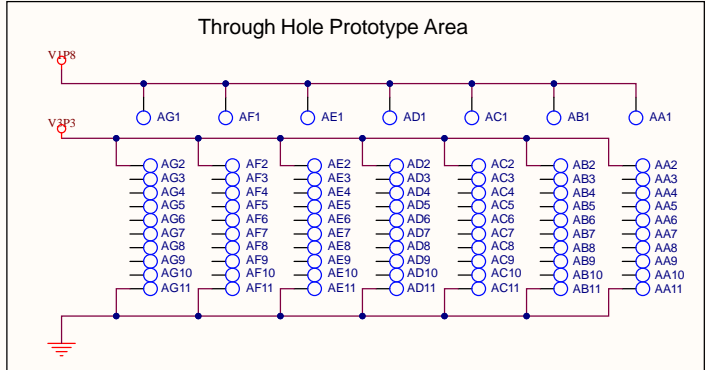 Through Hole Prototype Area
V1P8
AG1 AF1 AE1 AD1 AC1 AB1 AA1
V3P3
AG2 AF2 AE2 AD2 AC2 AB2 AA2
AG3 AF3 AE3 AD3 AC3 AB3 AA3
AG4 AF4 AE4 AD4 AC4 AB4 AA4
AG5 AF5 AE5 AD5 AC5 AB5 AA5
AG6 AF6 AE6 AD6 AC6 AB6 AA6
AG7 AF7 AE7 AD7 AC7 AB7 AA7
AG8 AF8 AE8 AD8 AC8 AB8 AA8
AG9 AF9 AE9 AD9 AC9 AB9 AA9
AG10 AF10 AE10 AD10 AC10 AB10 AA10
AG11 AF11 AE11 AD11 AC11 AB11 AA11